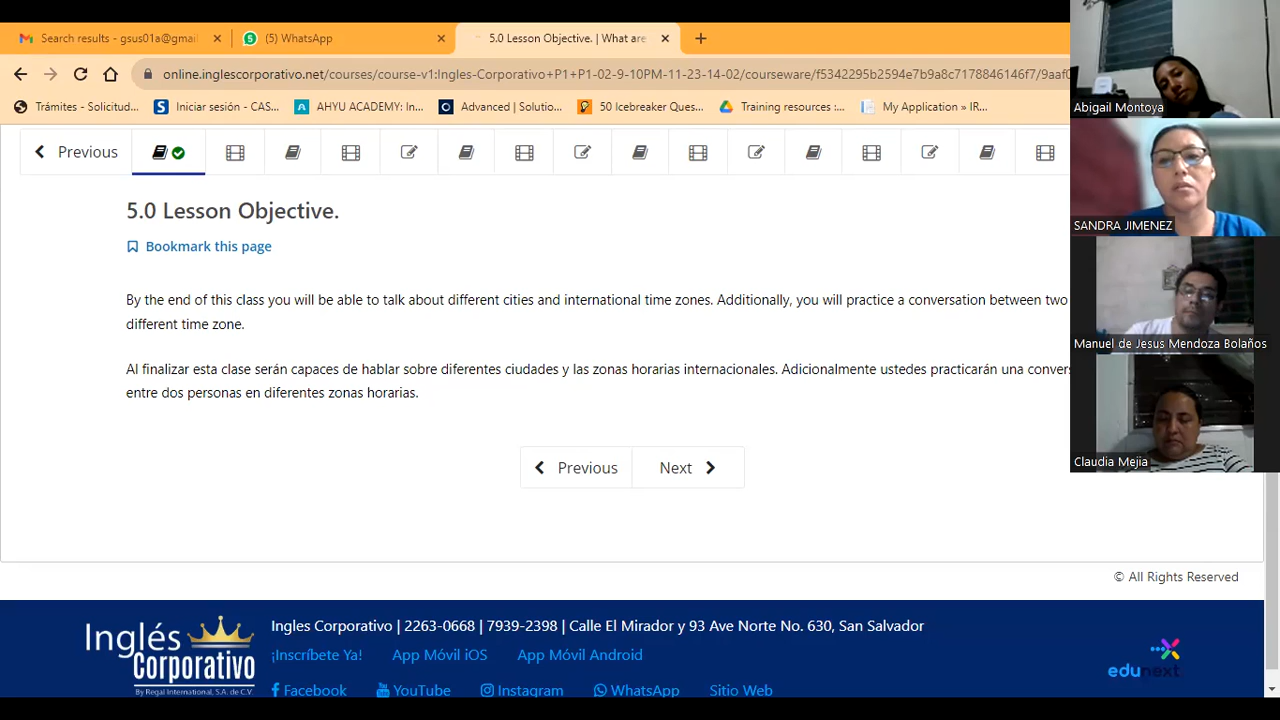 Search results - gsus01a@gmai
(5) WhatsApp
5.0 Lesson Objective. | What are
online.inglescorporativo.net/courses/course-v1:Ingles-Corporativo+P1+P1-02-9-10PM-11-23-14-02/courseware/f5342295b2594e7b9a8c7178846146f7/9aaf0
Trámites - Solicitud...
Iniciar sesión - CAS...
AHYU ACADEMY: In...
Advanced | Solutio...
50 Icebreaker Ques...
Training resources :...
My Application » IR...
Abigail Montoya
Previous
SANDRA JIMENEZ
5.0 Lesson Objective.
Bookmark this page
By the end of this class you will be able to talk about different cities and international time zones. Additionally, you will practice a conversation between two
different time zone.
Manuel de Jesus Mendoza Bolaños
Al finalizar esta clase serán capaces de hablar sobre diferentes ciudades y las zonas horarias internacionales. Adicionalmente ustedes practicarán una conver
entre dos personas en diferentes zonas horarias.
Claudia Mejia
Previous
Next
© All Rights Reserved
Inglés
Corporativo
By Regal International, S.A. de C.V.
Ingles Corporativo | 2263-0668 | 7939-2398 | Calle El Mirador y 93 Ave Norte No. 630, San Salvador
¡Inscríbete Ya!
App Móvil iOS
App Móvil Android
Facebook
YouTube
Instagram
WhatsApp
Sitio Web
edunext